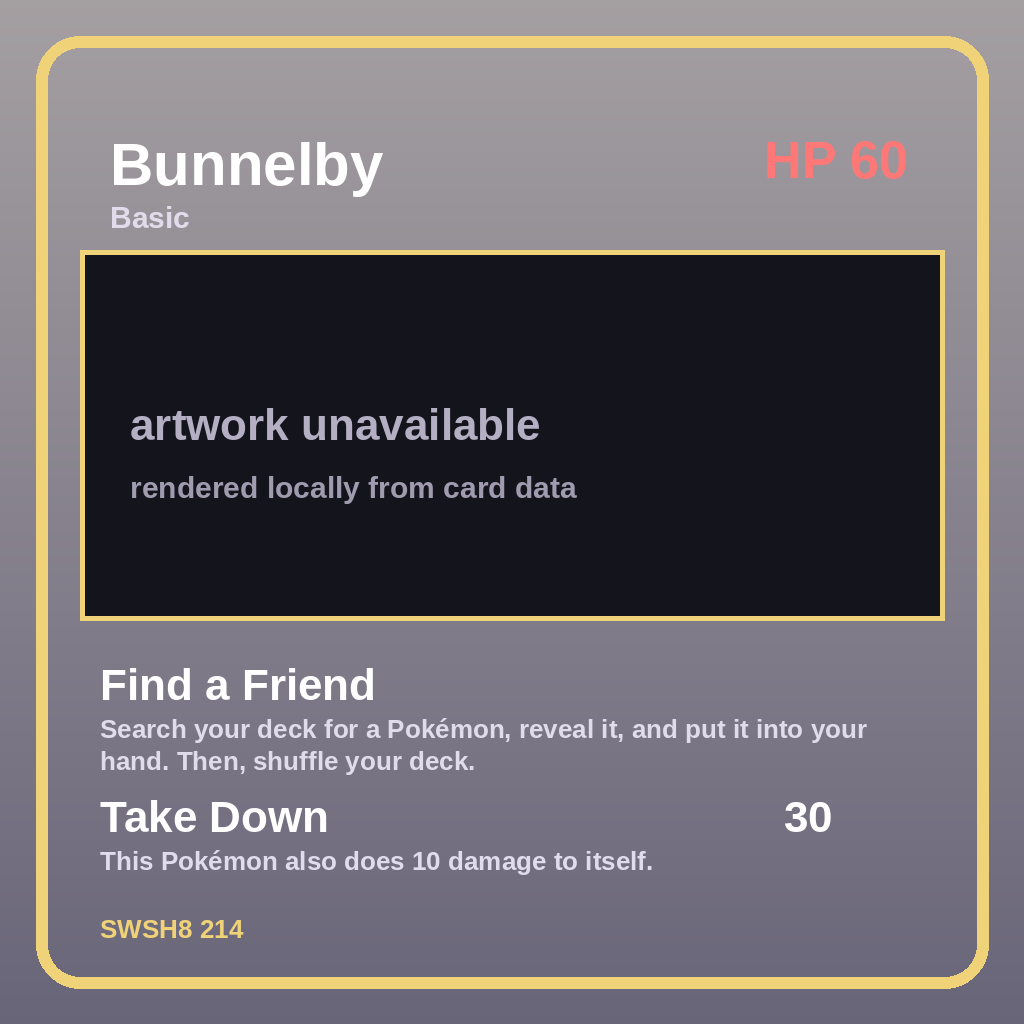 Bunnelby
HP 60
Basic
artwork unavailable
rendered locally from card data
Find a Friend
Search your deck for a Pokémon, reveal it, and put it into your
hand. Then, shuffle your deck.
Take Down
30
This Pokémon also does 10 damage to itself.
SWSH8 214